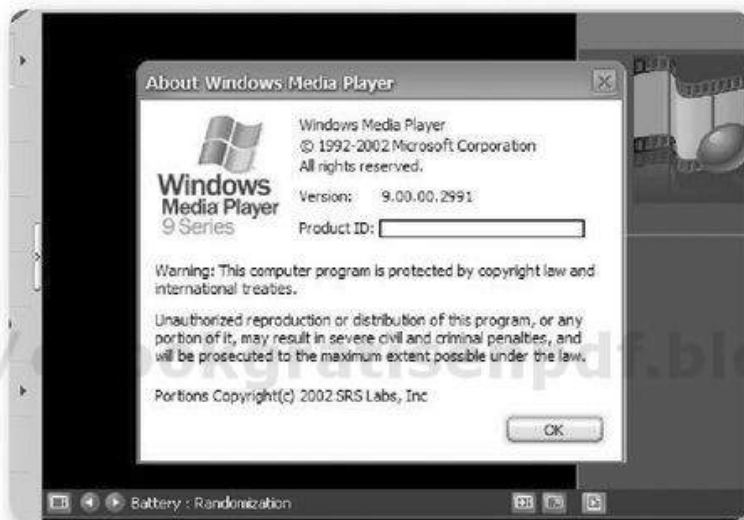 About Windows Media Player
Windows Media Player
© 1992-2002 Microsoft Corporation
All rights reserved.
Windows
Media Player
9 Series
Version: 9.00.00.2991
Product ID:
Warning: This computer program is protected by copyright law and
international treaties.
Unauthorized reproduction or distribution of this program, or any
portion of it, may result in severe civil and criminal penalties, and
will be prosecuted to the maximum extent possible under the law.
Portions Copyright(c) 2002 SRS Labs, Inc
OK
Battery : Randomization